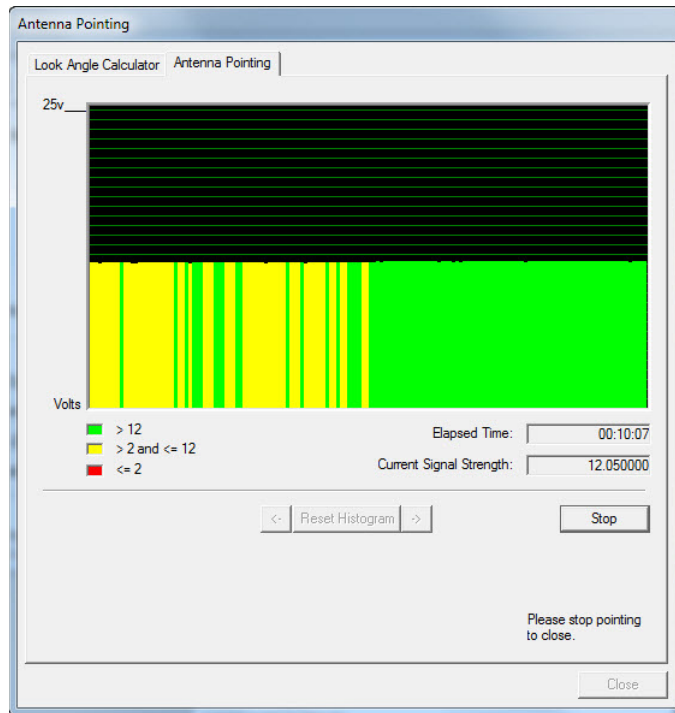 Antenna Pointing
Look Angle Calculator Antenna Pointing
25v
Volts
> 12
> 2 and <= 12
<= 2
Elapsed Time: 00:10:07
Current Signal Strength: 12.050000
<- Reset Histogram -> Stop
Please stop pointing
to close.
Close